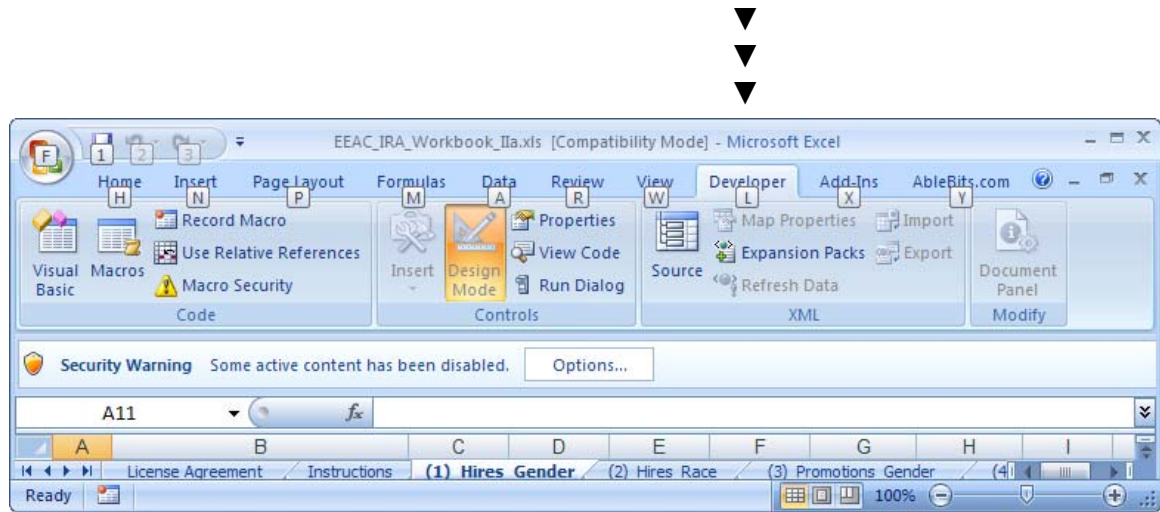 EEAC_IRA_Workbook_IIa.xls [Compatibility Mode] - Microsoft Excel
F 1 2 3
Home Insert Page Layout Formulas Data Review View Developer Add-Ins AbleBits.com
H N P M A R W L X Y
Record Macro Properties Map Properties Import
Use Relative References View Code Expansion Packs Export
Macro Security Run Dialog Refresh Data
Visual Basic Macros Insert Design Mode Source Document Panel
Code Controls XML Modify
Security Warning Some active content has been disabled. Options...
A11 fx
A B C D E F G H I
License Agreement Instructions (1) Hires Gender (2) Hires Race (3) Promotions Gender (4
Ready 100%